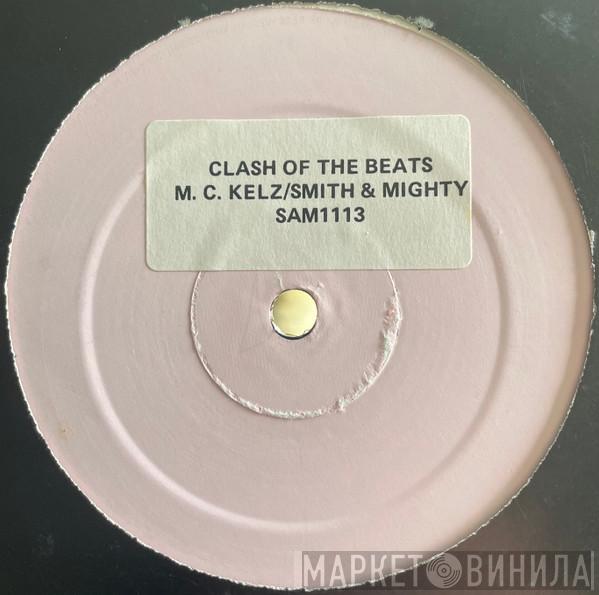 CLASH OF THE BEATS
M. C. KELZ/SMITH & MIGHTY
SAM1113
МАРКЕТ ВИНИЛА